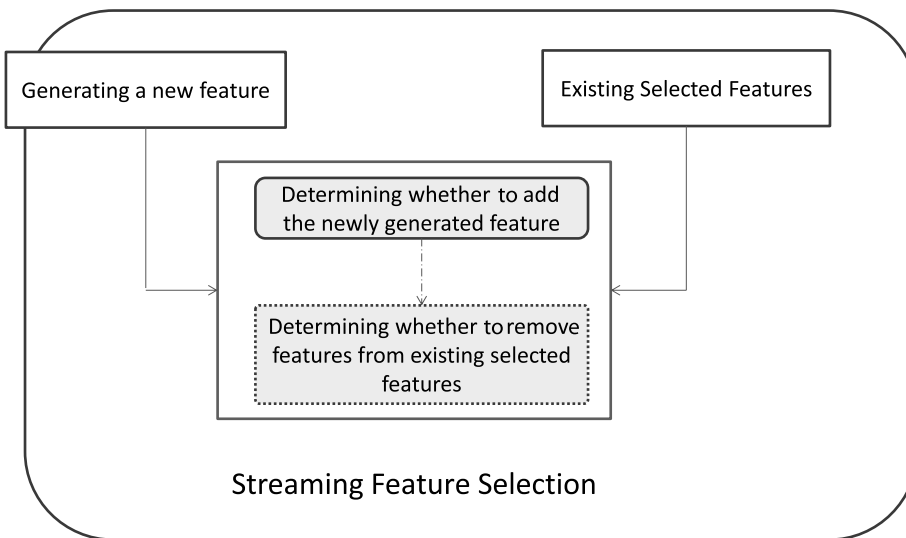 Generating a new feature
Existing Selected Features
Determining whether to add
the newly generated feature
Determining whether to remove
features from existing selected
features
Streaming Feature Selection